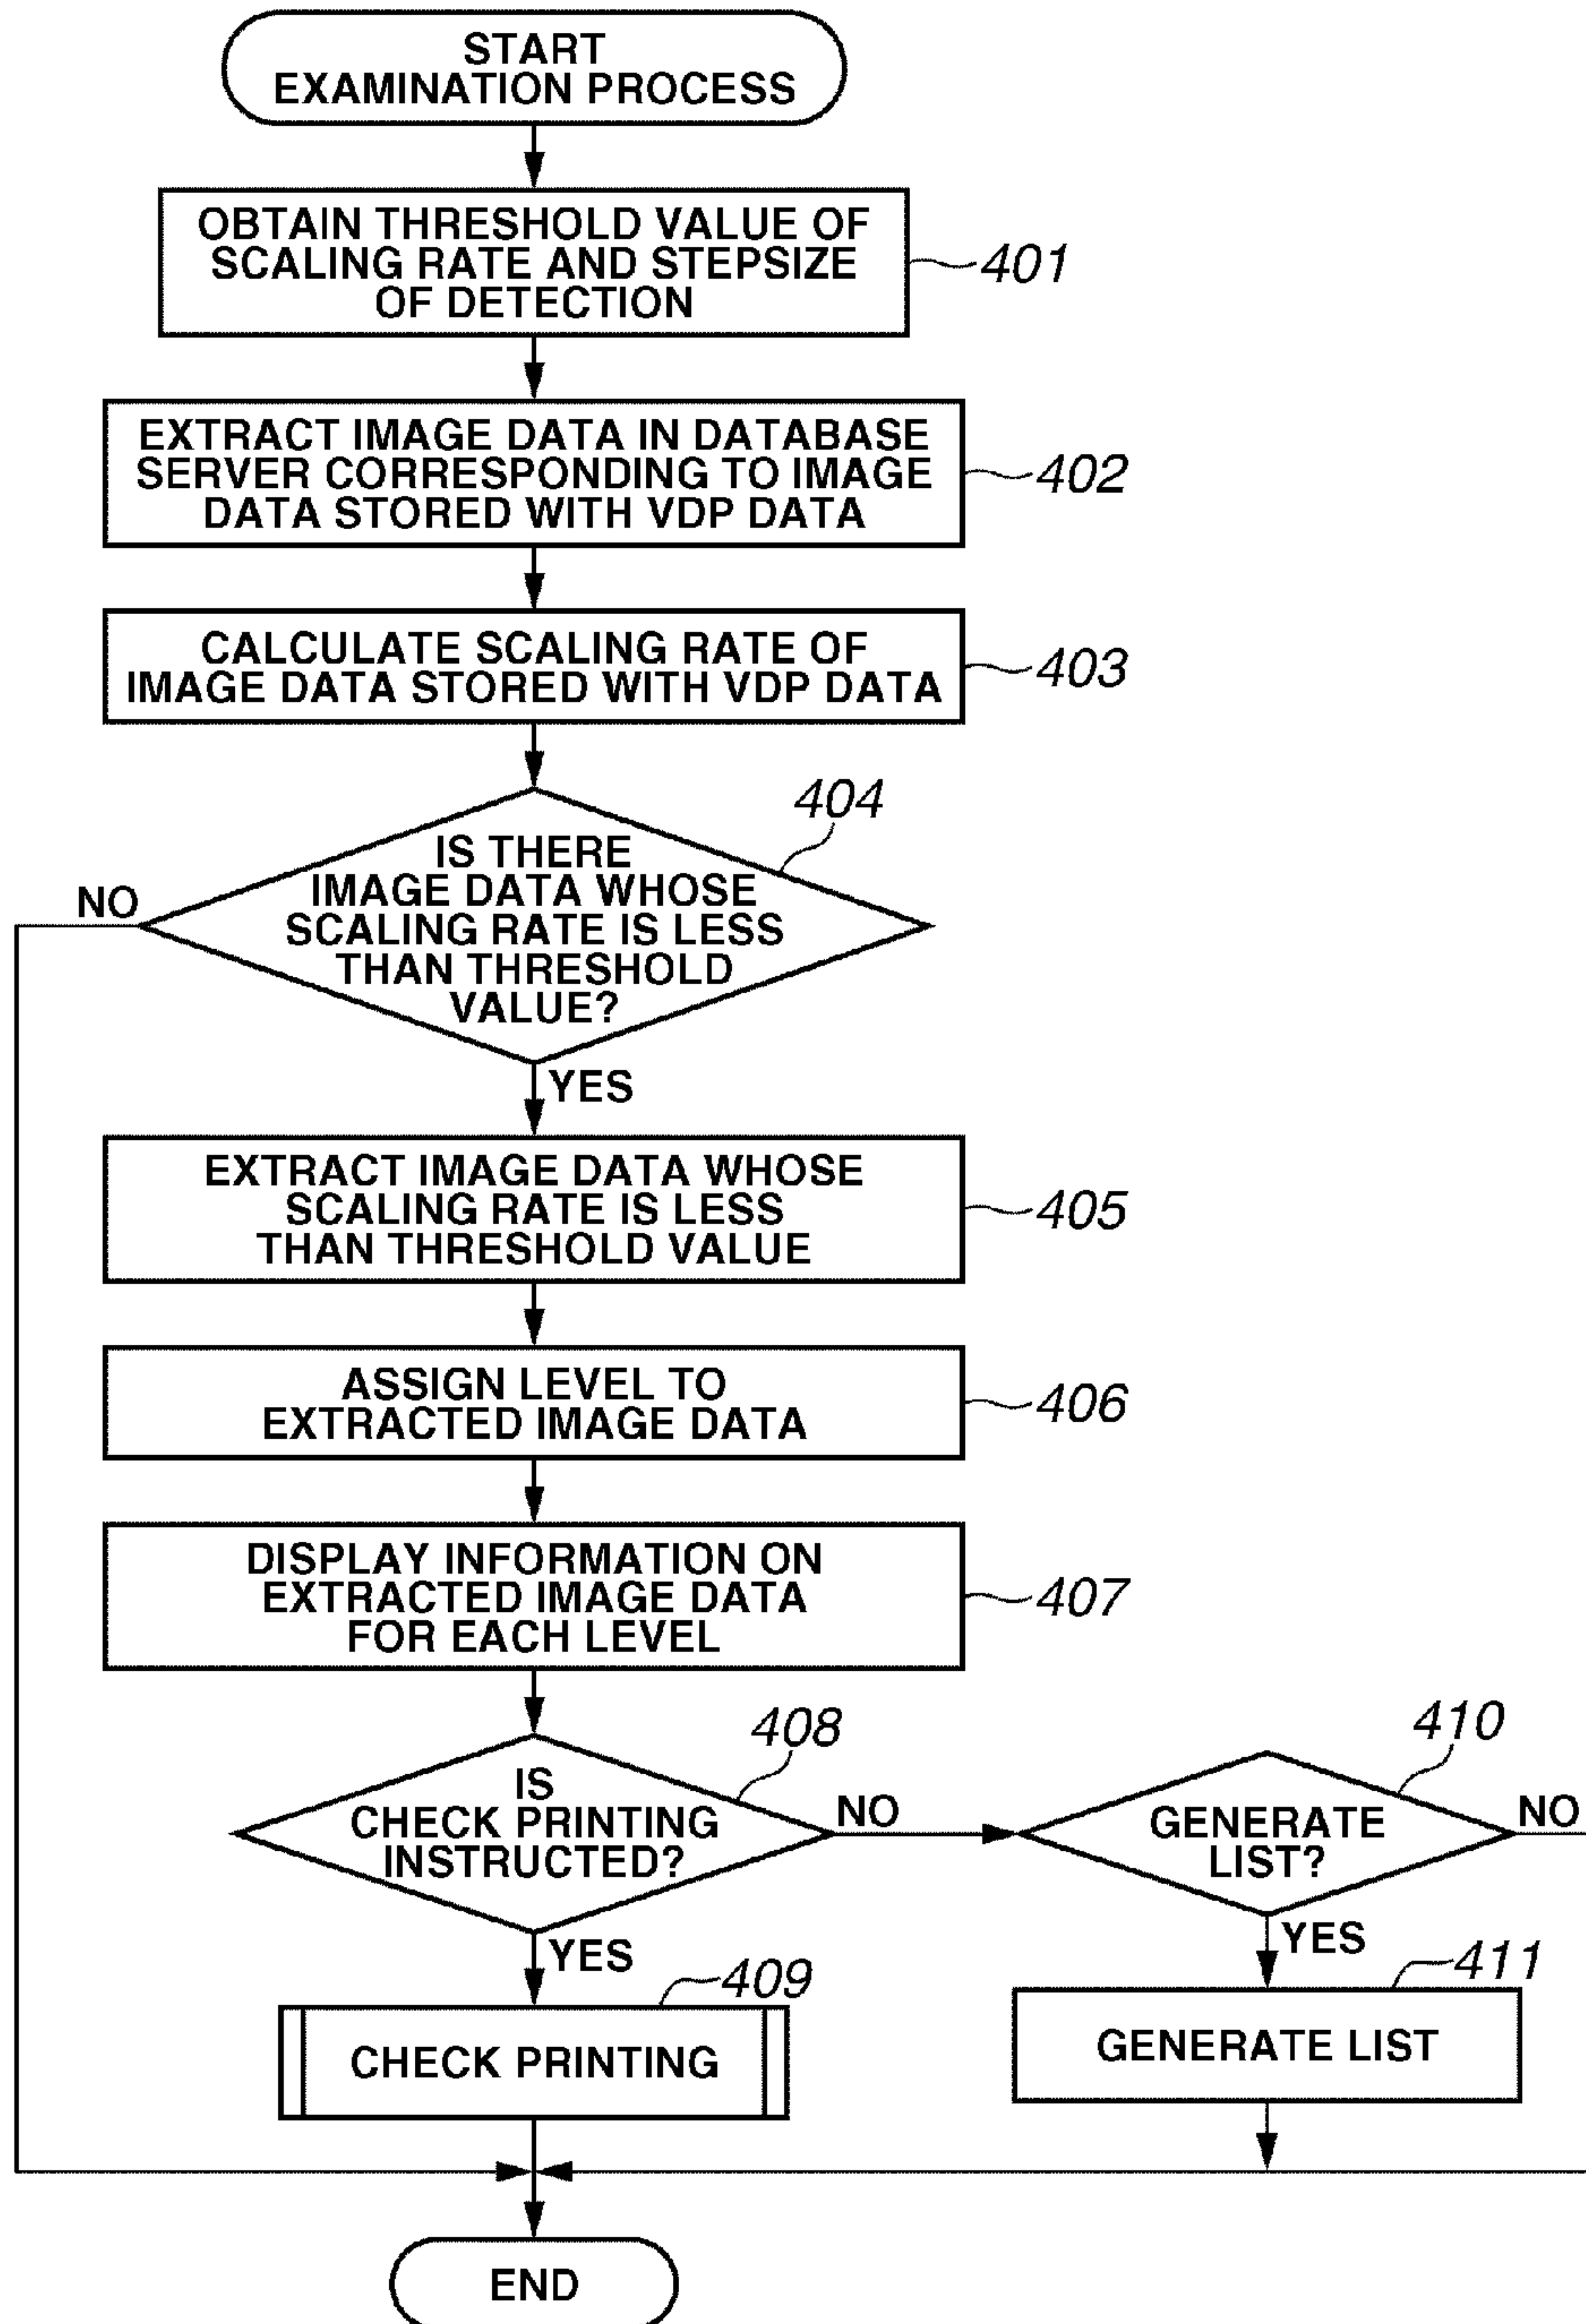 START
EXAMINATION PROCESS
OBTAIN THRESHOLD VALUE OF
SCALING RATE AND STEPSIZE
OF DETECTION
401
EXTRACT IMAGE DATA IN DATABASE
SERVER CORRESPONDING TO IMAGE
DATA STORED WITH VDP DATA
402
CALCULATE SCALING RATE OF
IMAGE DATA STORED WITH VDP DATA
403
404
IS THERE
IMAGE DATA WHOSE
SCALING RATE IS LESS
THAN THRESHOLD
VALUE?
NO
YES
EXTRACT IMAGE DATA WHOSE
SCALING RATE IS LESS
THAN THRESHOLD VALUE
405
ASSIGN LEVEL TO
EXTRACTED IMAGE DATA
406
DISPLAY INFORMATION ON
EXTRACTED IMAGE DATA
FOR EACH LEVEL
407
408
IS
CHECK PRINTING
INSTRUCTED?
NO
YES
410
GENERATE
LIST?
NO
YES
409
CHECK PRINTING
411
GENERATE LIST
END